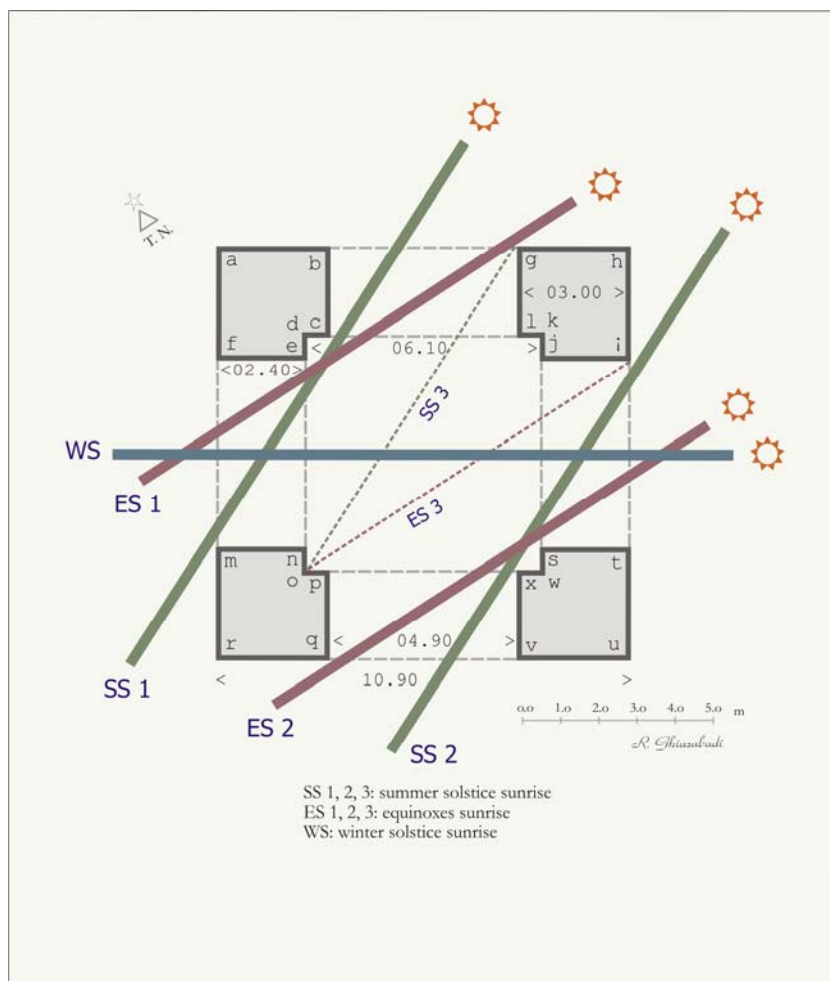 T. N.
a b g h
< 03.00 >
d c l k
f e j i
< 06.10 >
<02.40>
SS 3
WS
ES 1
ES 3
m n s t
o p x w
r q < 04.90 > v u
SS 1
< 10.90 >
ES 2
0.0 1.0 2.0 3.0 4.0 5.0 m
R. Ghiasabadi
SS 2
SS 1, 2, 3: summer solstice sunrise
ES 1, 2, 3: equinoxes sunrise
WS: winter solstice sunrise